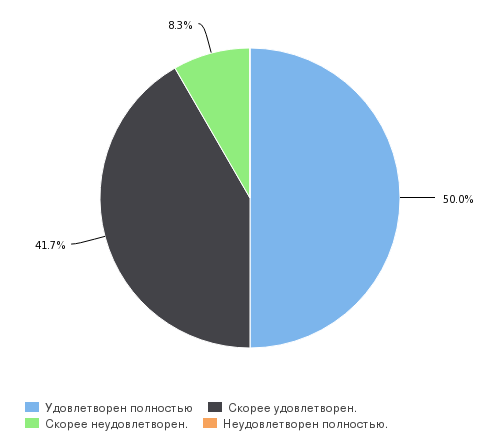 8.3%
50.0%
41.7%
Удовлетворен полностью Скорее удовлетворен.
Скорее неудовлетворен. Неудовлетворен полностью.